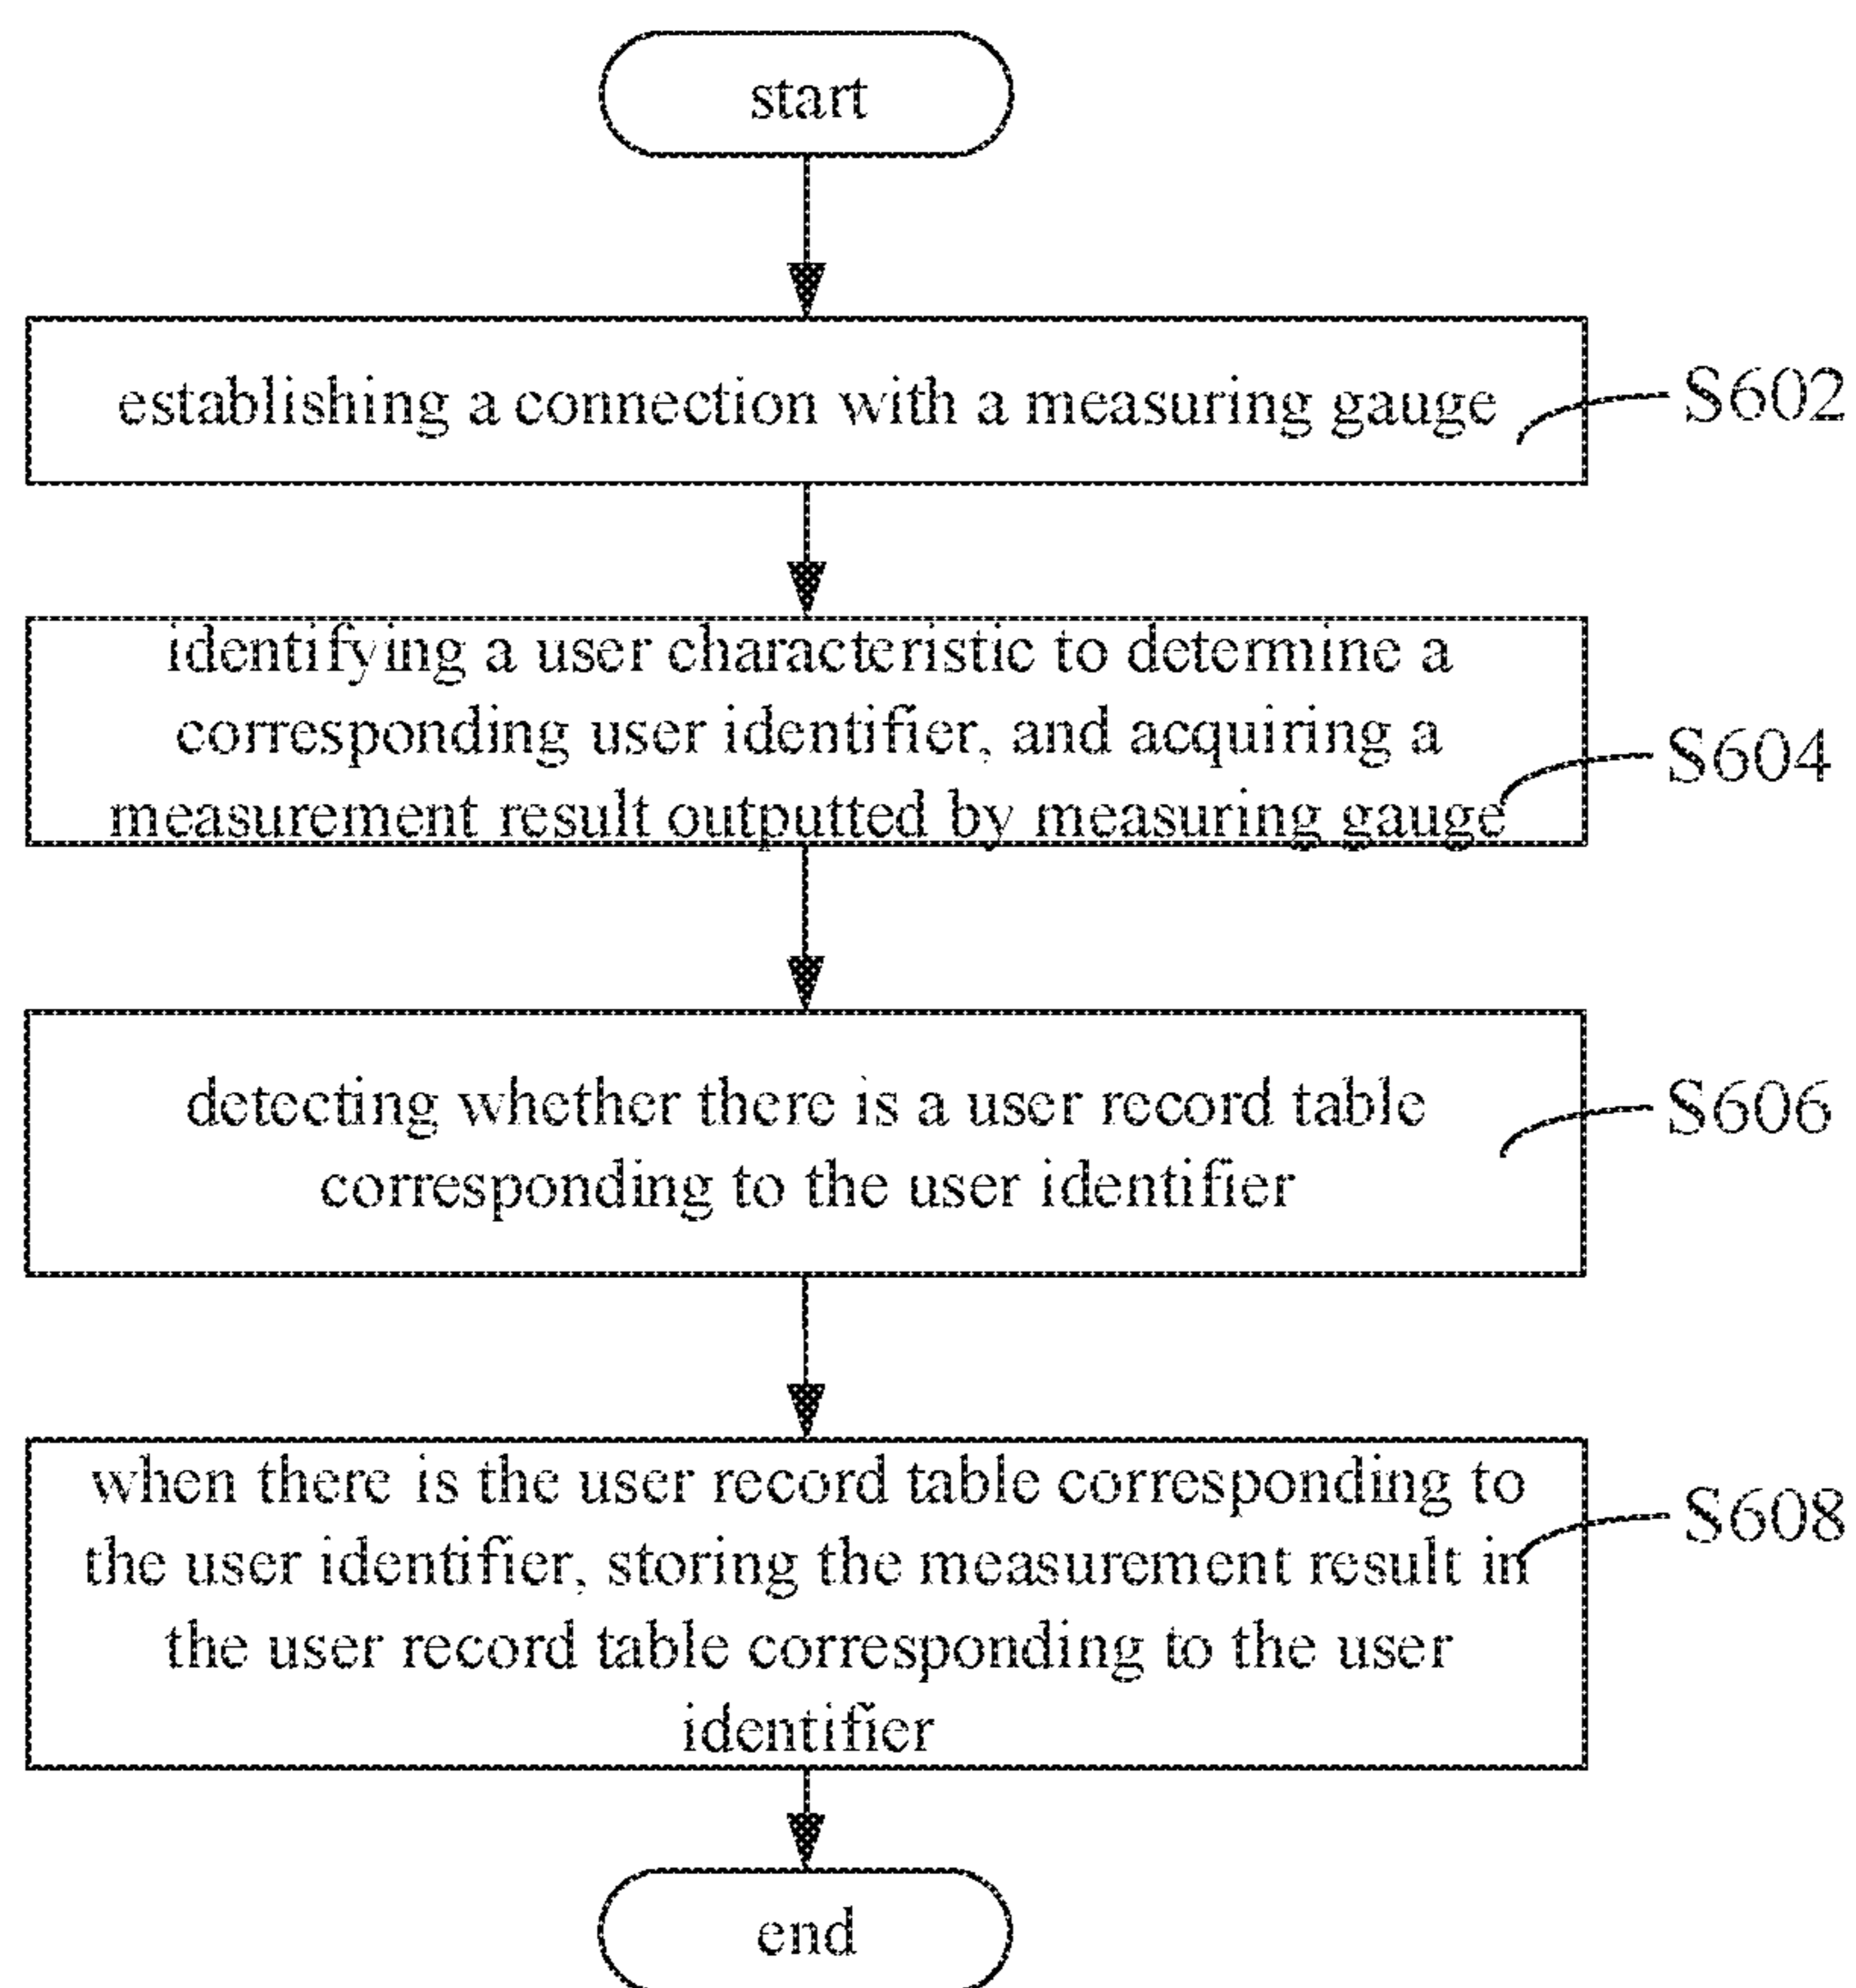 start
establishing a connection with a measuring gauge
S602
identifying a user characteristic to determine a
corresponding user identifier, and acquiring a
measurement result outputted by measuring gauge
S604
detecting whether there is a user record table
corresponding to the user identifier
S606
when there is the user record table corresponding to
the user identifier, storing the measurement result in
the user record table corresponding to the user
identifier
S608
end